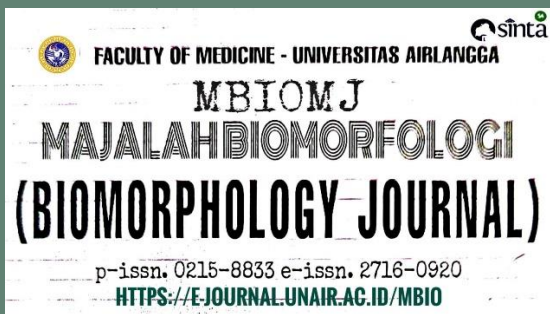 sinta
FACULTY OF MEDICINE - UNIVERSITAS AIRLANGGA
MBIOMJ
MAJALAH BIOMORFOLOGI
(BIOMORPHOLOGY JOURNAL)
p-issn. 0215-8833 e-issn. 2716-0920
HTTPS://E-JOURNAL.UNAIR.AC.ID/MBIO